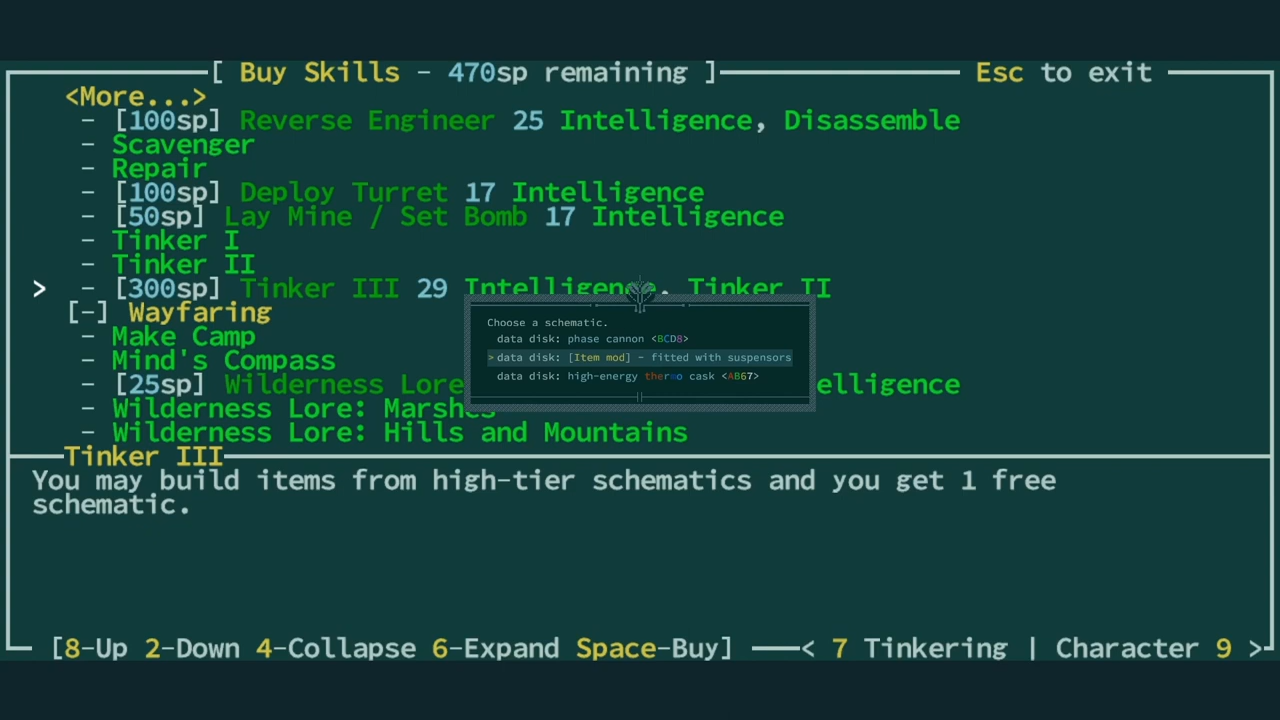 [ Buy Skills - 470sp remaining ] Esc to exit
<More...>
- [100sp] Reverse Engineer 25 Intelligence, Disassemble
- Scavenger
- Repair
- [100sp] Deploy Turret 17 Intelligence
- [50sp] Lay Mine / Set Bomb 17 Intelligence
- Tinker I
- Tinker II
> - [300sp] Tinker III 29 Intelligence, Tinker II
[-] Wayfaring
- Make Camp
- Mind's Compass
- [25sp] Wilderness Lore elligence
- Wilderness Lore: Marshes
- Wilderness Lore: Hills and Mountains
Choose a schematic.
data disk: phase cannon <BCD8>
>data disk: [Item mod] - fitted with suspensors
data disk: high-energy thermo cask <AB67>
Tinker III
You may build items from high-tier schematics and you get 1 free
schematic.
[8-Up 2-Down 4-Collapse 6-Expand Space-Buy] < 7 Tinkering | Character 9 >